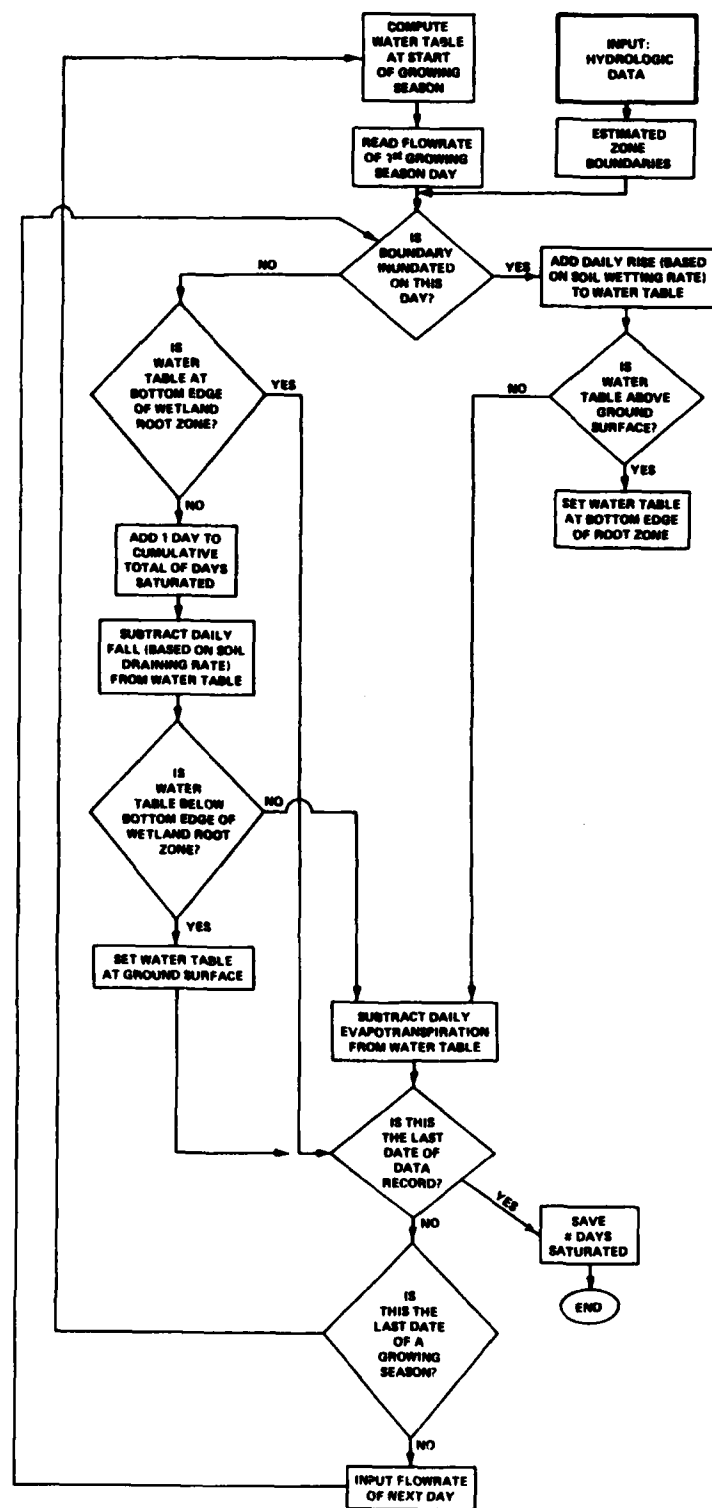 COMPUTE
WATER TABLE
AT START
OF GROWING
SEASON
INPUT:
HYDROLOGIC
DATA
READ FLOWRATE
OF 1st GROWING
SEASON DAY
ESTIMATED
ZONE
BOUNDARIES
IS
BOUNDARY
INUNDATED
ON THIS
DAY?
NO
YES
ADD DAILY RISE (BASED
ON SOIL WETTING RATE)
TO WATER TABLE
IS
WATER
TABLE AT
BOTTOM EDGE
OF WETLAND
ROOT ZONE?
YES
NO
IS
WATER
TABLE ABOVE
GROUND
SURFACE?
NO
YES
SET WATER TABLE
AT BOTTOM EDGE
OF ROOT ZONE
ADD 1 DAY TO
CUMULATIVE
TOTAL OF DAYS
SATURATED
SUBTRACT DAILY
FALL (BASED ON SOIL
DRAINING RATE)
FROM WATER TABLE
IS
WATER
TABLE BELOW
BOTTOM EDGE OF
WETLAND ROOT
ZONE?
NO
YES
SET WATER TABLE
AT GROUND SURFACE
SUBTRACT DAILY
EVAPOTRANSPIRATION
FROM WATER TABLE
IS THIS
THE LAST
DATE OF
DATA
RECORD?
YES
NO
SAVE
# DAYS
SATURATED
END
IS
THIS THE
LAST DATE
OF A
GROWING
SEASON?
NO
INPUT FLOWRATE
OF NEXT DAY